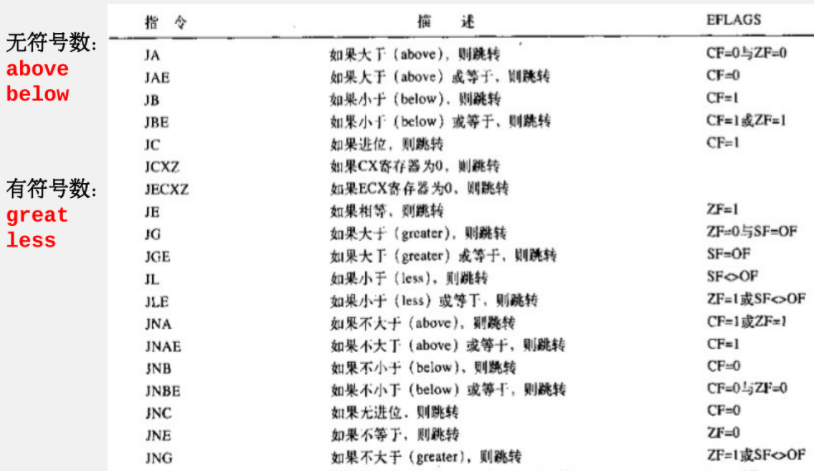 无符号数：
above
below
有符号数：
great
less
指 令 描 述 EFLAGS
JA 如果大于（above），则跳转 CF=0与ZF=0
JAE 如果大于（above）或等于，则跳转 CF=0
JB 如果小于（below），则跳转 CF=1
JBE 如果小于（below）或等于，则跳转 CF=1或ZF=1
JC 如果进位，则跳转 CF=1
JCXZ 如果CX寄存器为0，则跳转
JECXZ 如果ECX寄存器为0，则跳转
JE 如果相等，则跳转 ZF=1
JG 如果大于（greater），则跳转 ZF=0与SF=OF
JGE 如果大于（greater）或等于，则跳转 SF=OF
JL 如果小于（less），则跳转 SF<>OF
JLE 如果小于（less）或等于，则跳转 ZF=1或SF<>OF
JNA 如果不大于（above），则跳转 CF=1或ZF=1
JNAE 如果不大于（above）或等于，则跳转 CF=1
JNB 如果不小于（below），则跳转 CF=0
JNBE 如果不小于（below）或等于，则跳转 CF=0与ZF=0
JNC 如果无进位，则跳转 CF=0
JNE 如果不等于，则跳转 ZF=0
JNG 如果不大于（greater），则跳转 ZF=1或SF<>OF